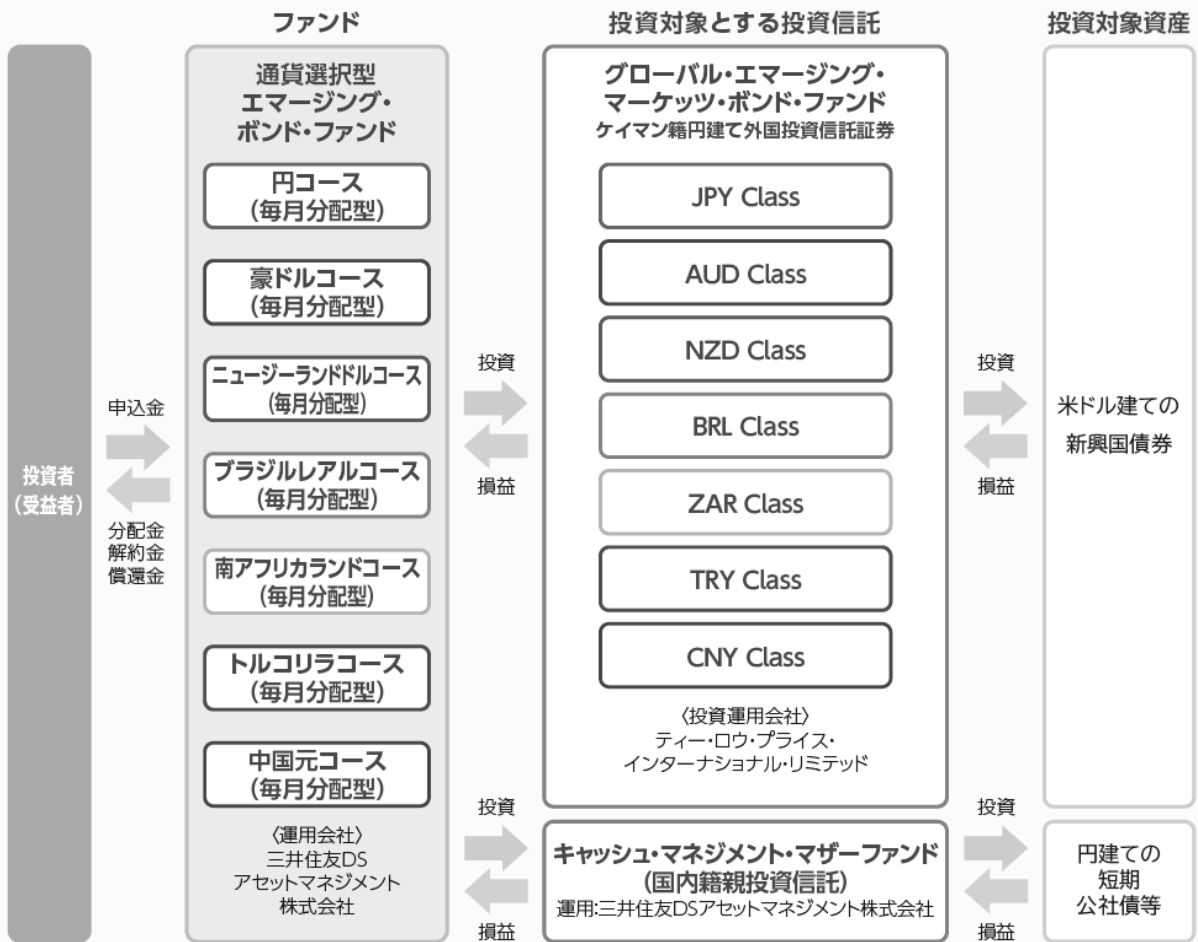 ファンド
投資対象とする投資信託
投資対象資産
投資者
(受益者)
申込金
分配金
解約金
償還金
通貨選択型
エマージング・
ボンド・ファンド
円コース
(毎月分配型)
豪ドルコース
(毎月分配型)
ニュージーランドドルコース
(毎月分配型)
ブラジルレアルコース
(毎月分配型)
南アフリカランドコース
(毎月分配型)
トルコリラコース
(毎月分配型)
中国元コース
(毎月分配型)
〈運用会社〉
三井住友DS
アセットマネジメント
株式会社
投資
損益
投資
損益
グローバル・エマージング・
マーケッツ・ボンド・ファンド
ケイマン籍円建て外国投資信託証券
JPY Class
AUD Class
NZD Class
BRL Class
ZAR Class
TRY Class
CNY Class
〈投資運用会社〉
ティー・ロウ・プライス・
インターナショナル・リミテッド
キャッシュ・マネジメント・マザーファンド
(国内籍親投資信託)
運用:三井住友DSアセットマネジメント株式会社
投資
損益
投資
損益
米ドル建ての
新興国債券
円建ての
短期
公社債等